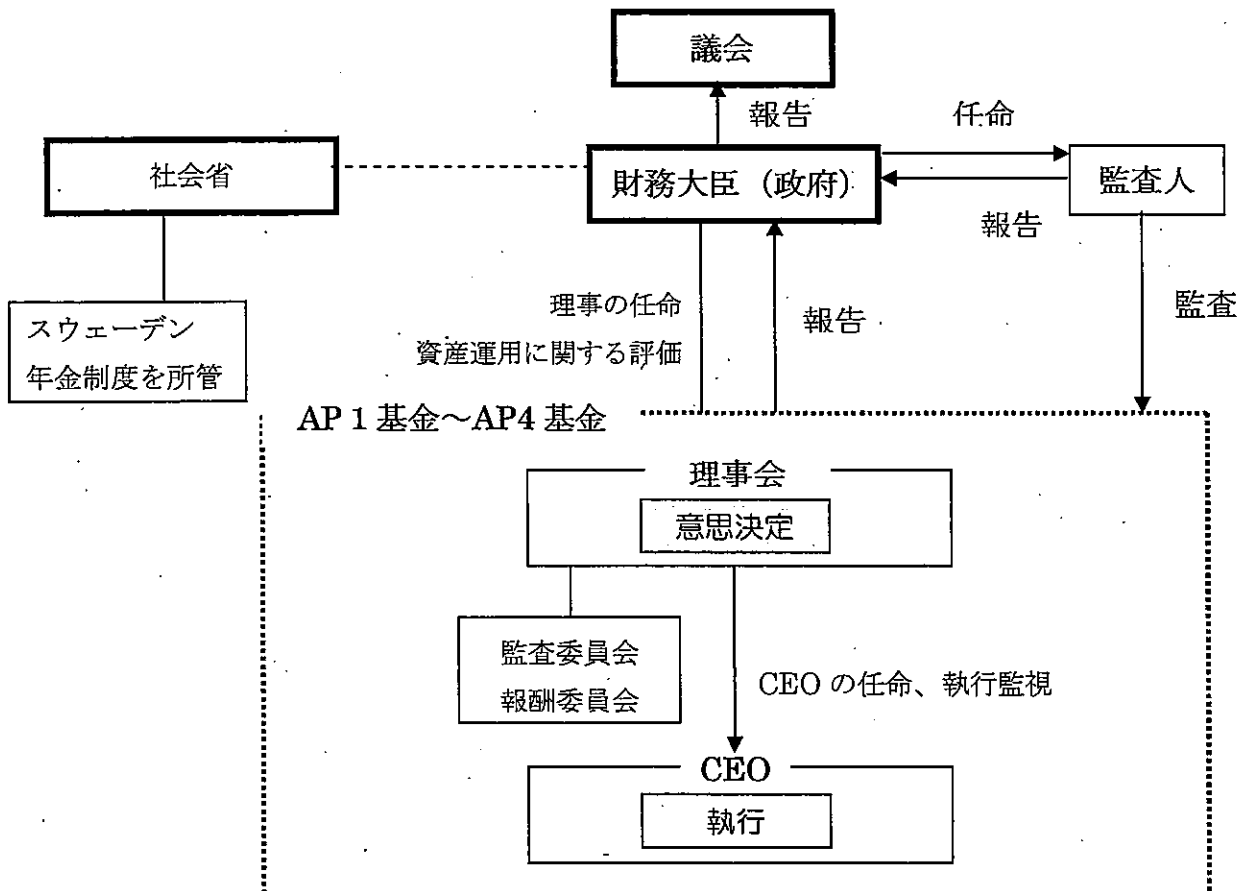 議会
報告
任命
社会省
財務大臣（政府）
監査人
報告
理事の任命
資産運用に関する評価
報告
監査
スウェーデン
年金制度を所管
AP 1 基金～AP4 基金
理事会
意思決定
監査委員会
報酬委員会
CEO の任命、執行監視
CEO
執行